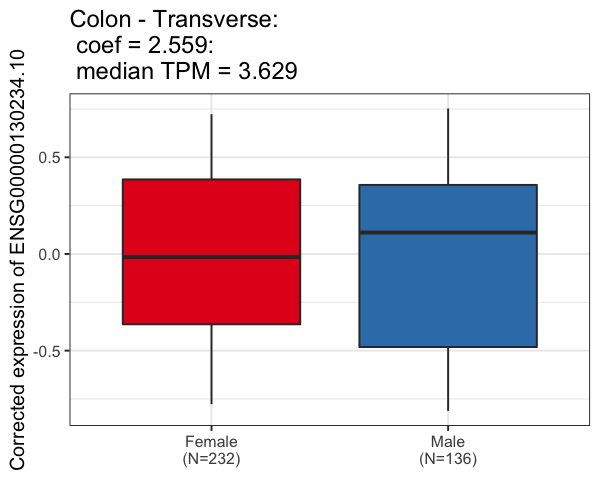 Colon - Transverse:
coef = 2.559:
median TPM = 3.629
Corrected expression of ENSG00000130234.10
0.5
0.0
-0.5
Female
(N=232)
Male
(N=136)